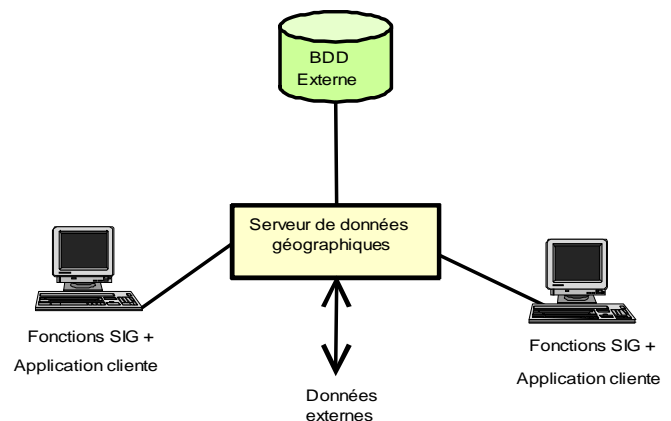 BDD
Externe
Serveur de données
géographiques
Fonctions SIG +
Application cliente
Fonctions SIG +
Application cliente
Données
externes